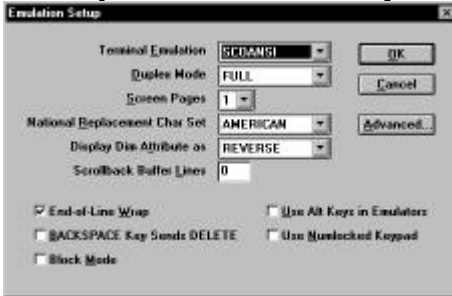 Emulation Setup
Terminal Emulation SCOANSI OK
Duplex Mode FULL Cancel
Screen Pages 1
National Replacement Char Set AMERICAN Advanced...
Display Dim Attribute as REVERSE
Scrollback Buffer Lines 0
End-of-Line Wrap Use Alt Keys in Emulators
BACKSPACE Key Sends DELETE Use Numlocked Keypad
Block Mode